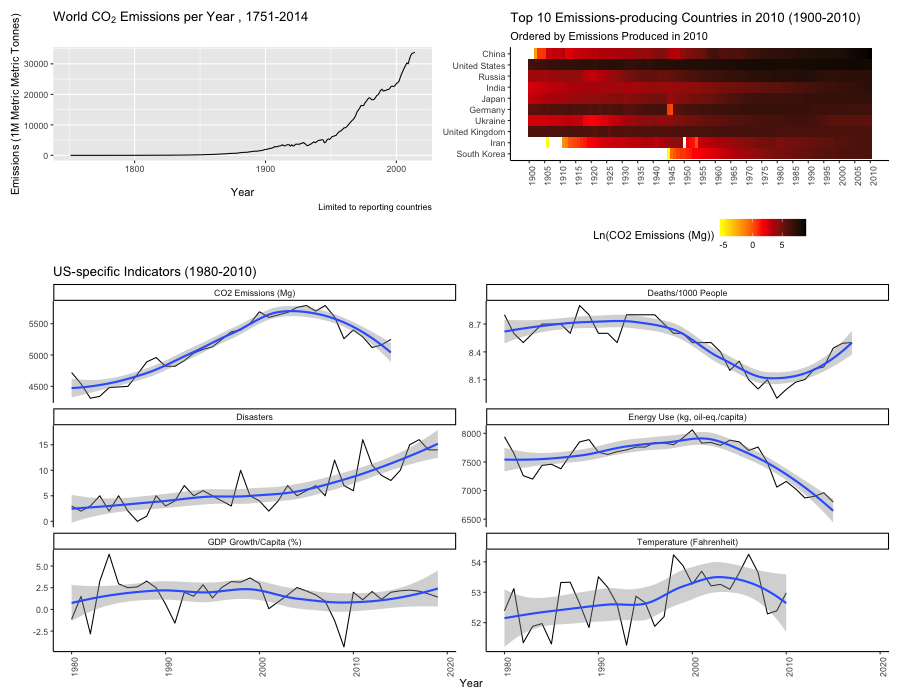 World CO2 Emissions per Year , 1751-2014
Emissions (1M Metric Metric Tonnes)
30000
20000
10000
0
1800
1900
2000
Year
Limited to reporting countries
Top 10 Emissions-producing Countries in 2010 (1900-2010)
Ordered by Emissions Produced in 2010
China
United States
Russia
India
Japan
Germany
Ukraine
United Kingdom
Iran
South Korea
1900
1905
1910
1915
1920
1925
1930
1935
1940
1945
1950
1955
1960
1965
1970
1975
1980
1985
1990
1995
2000
2005
2010
Ln(CO2 Emissions (Mg))
-5
0
5
US-specific Indicators (1980-2010)
CO2 Emissions (Mg)
5500
5000
4500
Deaths/1000 People
8.7
8.4
8.1
Disasters
15
10
5
0
Energy Use (kg, oil-eq./capita)
8000
7500
7000
6500
GDP Growth/Capita (%)
5.0
2.5
0.0
-2.5
1980
1990
2000
2010
2020
Temperature (Fahrenheit)
54
53
52
1980
1990
2000
2010
2020
Year